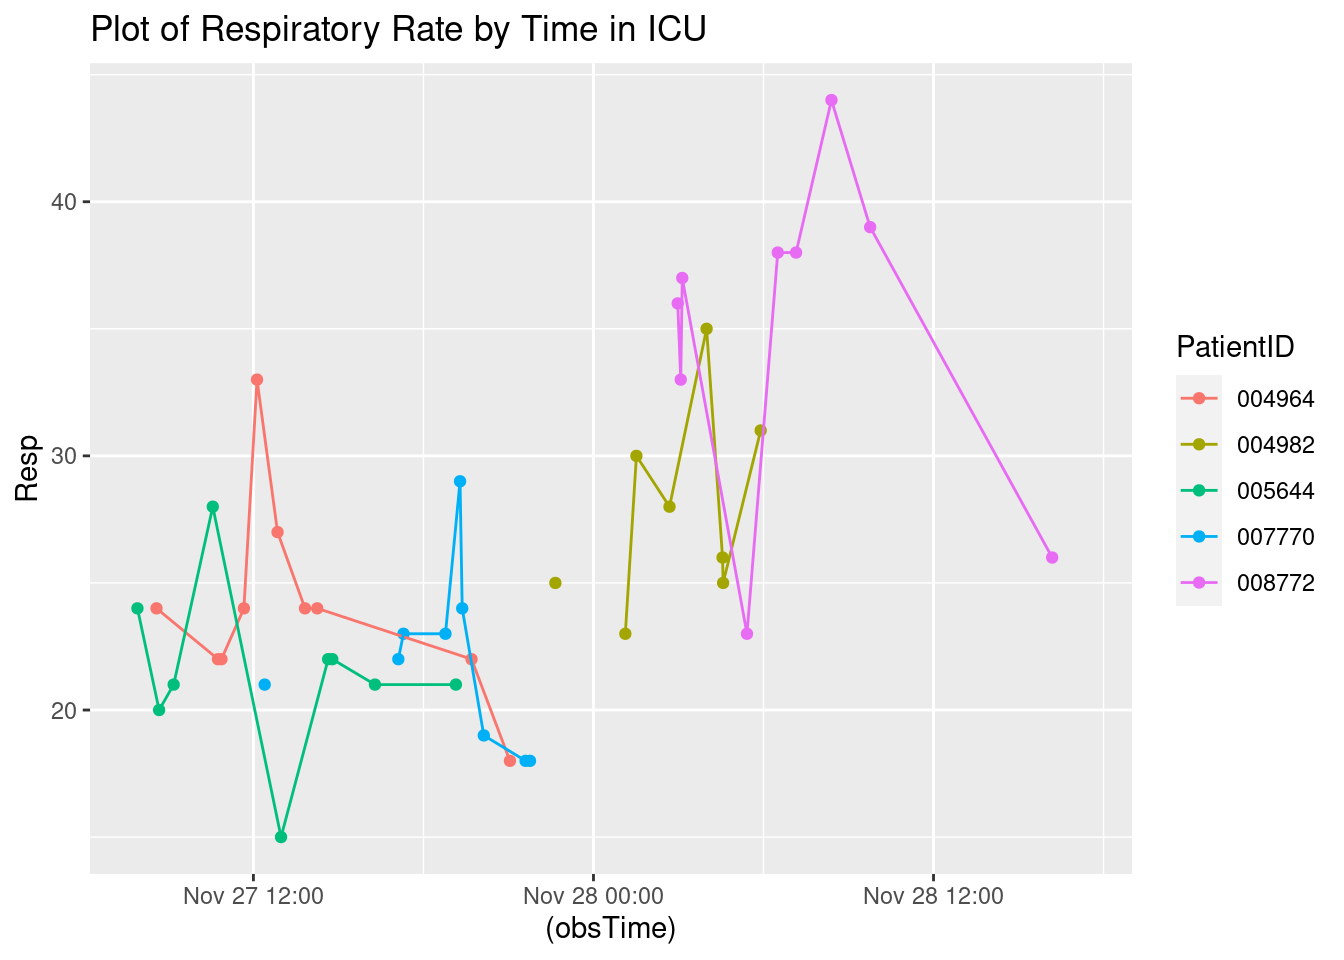 Plot of Respiratory Rate by Time in ICU
Resp
40
30
20
Nov 27 12:00
Nov 28 00:00
Nov 28 12:00
(obsTime)
PatientID
004964
004982
005644
007770
008772